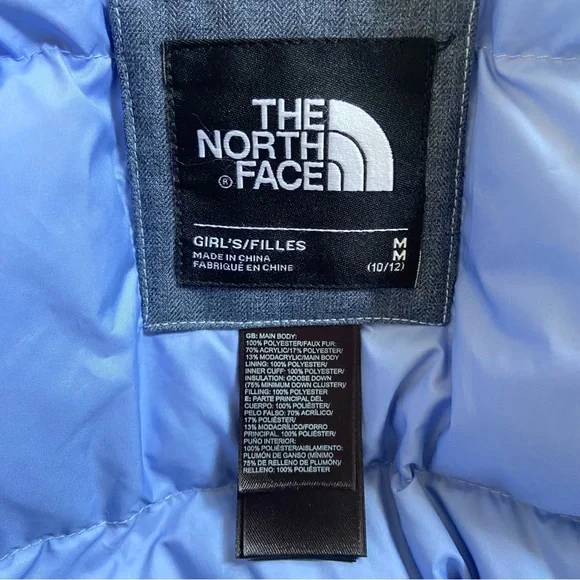 THE
NORTH
FACE
®
GIRL'S/FILLES M
MADE IN CHINA M
FABRIQUÉ EN CHINE (10/12)
GB: MAIN BODY:
100% POLYESTER/FAUX FUR:
70% ACRYLIC/17% POLYESTER/
13% MODACRYLIC/MAIN BODY
LINING: 100% POLYESTER/
INNER CUFF: 100% POLYESTER/
INSULATION: GOOSE DOWN
(75% MINIMUM DOWN CLUSTER)/
FILLING: 100% POLYESTER
E: PARTE PRINCIPAL DEL
CUERPO: 100% POLIÉSTER/
PELO FALSO: 70% ACRÍLICO/
17% POLIÉSTER/
13% MODACRÍLICO/FORRO
PRINCIPAL: 100% POLIÉSTER/
PUÑO INTERIOR:
100% POLIÉSTER/AISLAMIENTO:
PLUMÓN DE GANSO (MÍNIMO
75% DE RELLENO DE PLUMÓN)/
RELLENO: 100% POLIÉSTER